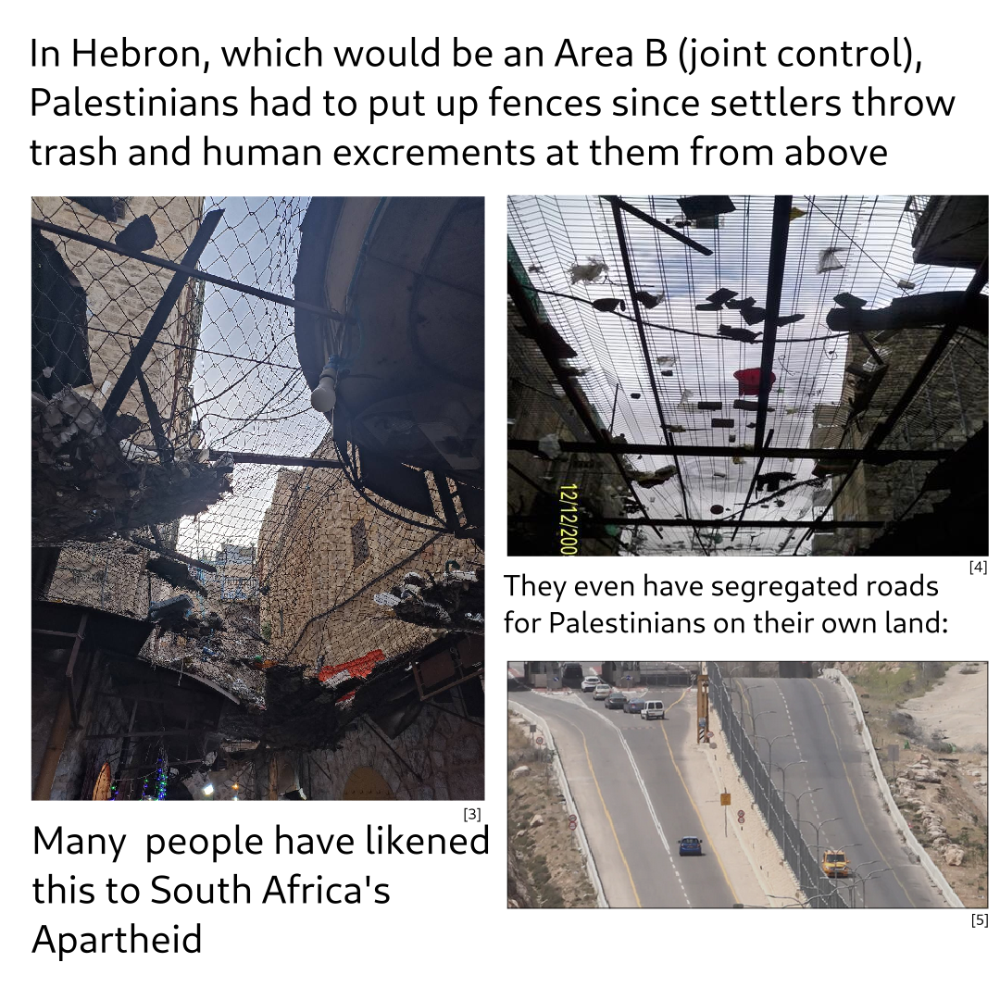 In Hebron, which would be an Area B (joint control),
Palestinians had to put up fences since settlers throw
trash and human excrements at them from above
12/12/200
[4]
They even have segregated roads
for Palestinians on their own land:
[3]
Many  people have likened
this to South Africa's
Apartheid
[5]